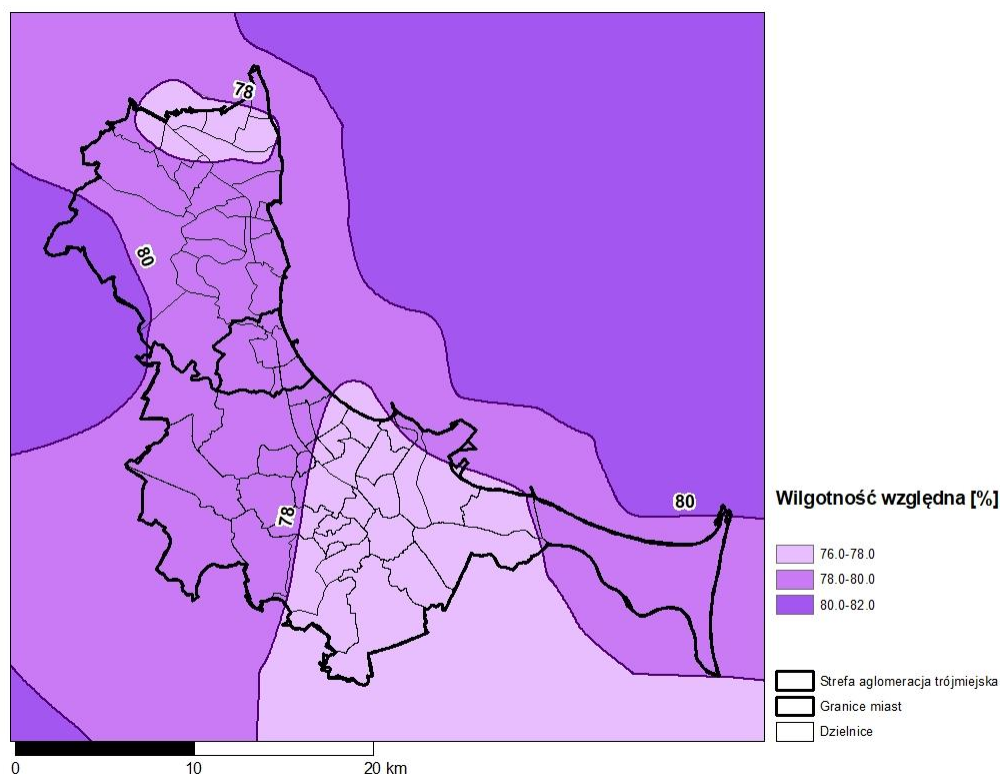 78
80
78
80
Wilgotność względna [%]
76.0-78.0
78.0-80.0
80.0-82.0
Strefa aglomeracja trójmiejska
Granice miast
Dzielnice
0 10 20 km